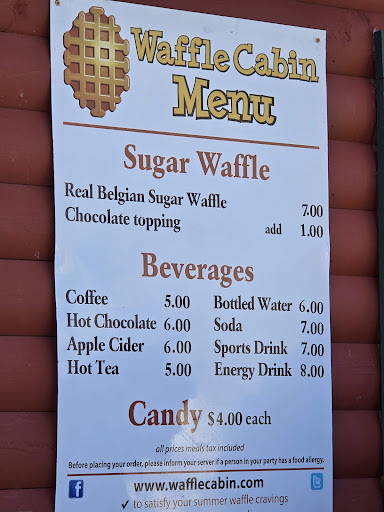 Waffle Cabin
Menu
Sugar Waffle
Real Belgian Sugar Waffle 7.00
Chocolate topping add 1.00
Beverages
Coffee 5.00 Bottled Water 6.00
Hot Chocolate 6.00 Soda 7.00
Apple Cider 6.00 Sports Drink 7.00
Hot Tea 5.00 Energy Drink 8.00
Candy $4.00 each
all prices meals tax included
Before placing your order, please inform your server if a person in your party has a food allergy.
f www.wafflecabin.com
✓ to satisfy your summer waffle cravings